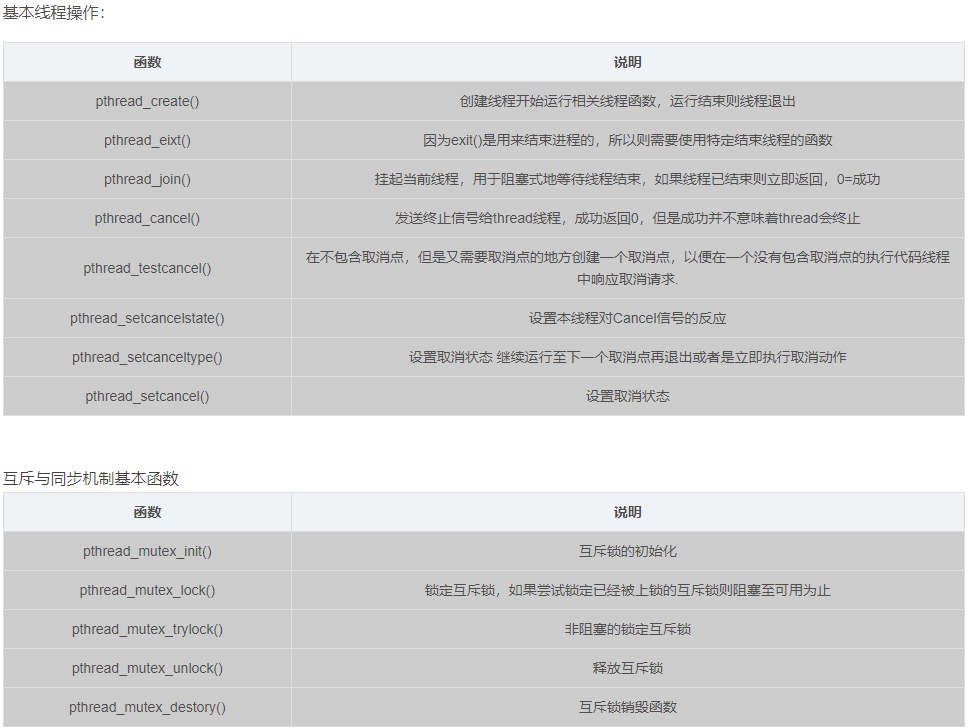 基本线程操作：
函数 说明
pthread_create() 创建线程开始运行相关线程函数，运行结束则线程退出
pthread_eixt() 因为exit()是用来结束进程的，所以则需要使用特定结束线程的函数
pthread_join() 挂起当前线程，用于阻塞式地等待线程结束，如果线程已结束则立即返回，0=成功
pthread_cancel() 发送终止信号给thread线程，成功返回0，但是成功并不意味着thread会终止
pthread_testcancel() 在不包含取消点，但是又需要取消点的地方创建一个取消点，以便在一个没有包含取消点的执行代码线程
中响应取消请求.
pthread_setcancelstate() 设置本线程对Cancel信号的反应
pthread_setcanceltype() 设置取消状态 继续运行至下一个取消点再退出或者是立即执行取消动作
pthread_setcancel() 设置取消状态
互斥与同步机制基本函数
函数 说明
pthread_mutex_init() 互斥锁的初始化
pthread_mutex_lock() 锁定互斥锁，如果尝试锁定已经被上锁的互斥锁则阻塞至可用为止
pthread_mutex_trylock() 非阻塞的锁定互斥锁
pthread_mutex_unlock() 释放互斥锁
pthread_mutex_destory() 互斥锁销毁函数